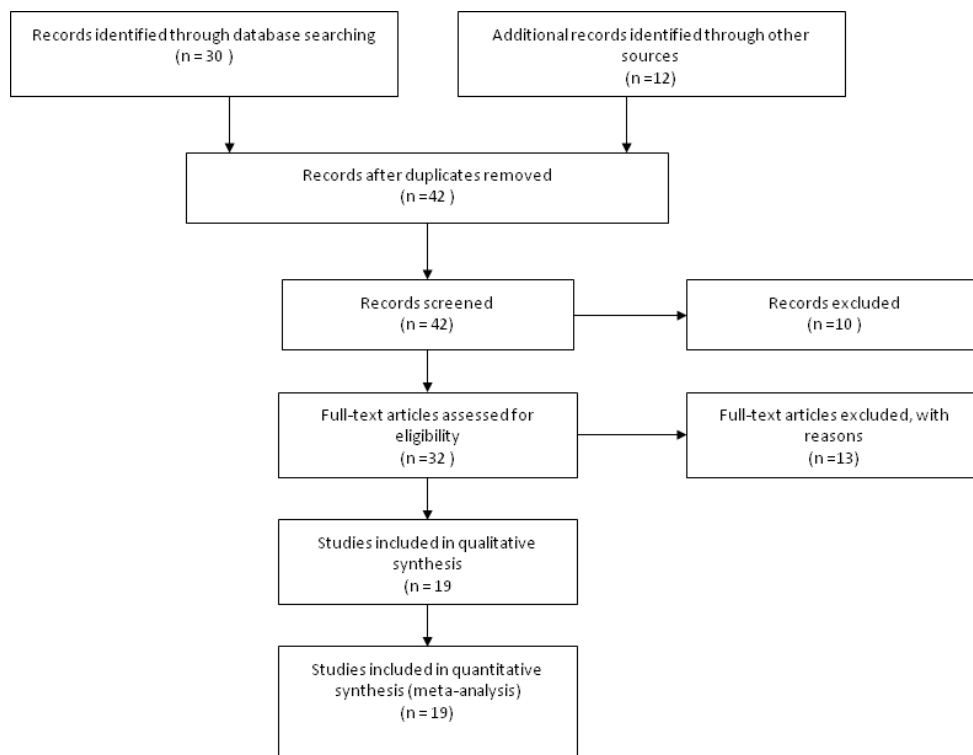 Records identified through database searching
(n = 30 )
Additional records identified through other
sources
(n =12)
Records after duplicates removed
(n =42 )
Records screened
(n = 42)
Records excluded
(n =10 )
Full-text articles assessed for
eligibility
(n =32 )
Full-text articles excluded, with
reasons
(n =13)
Studies included in qualitative
synthesis
(n = 19
Studies included in quantitative
synthesis (meta-analysis)
(n = 19)